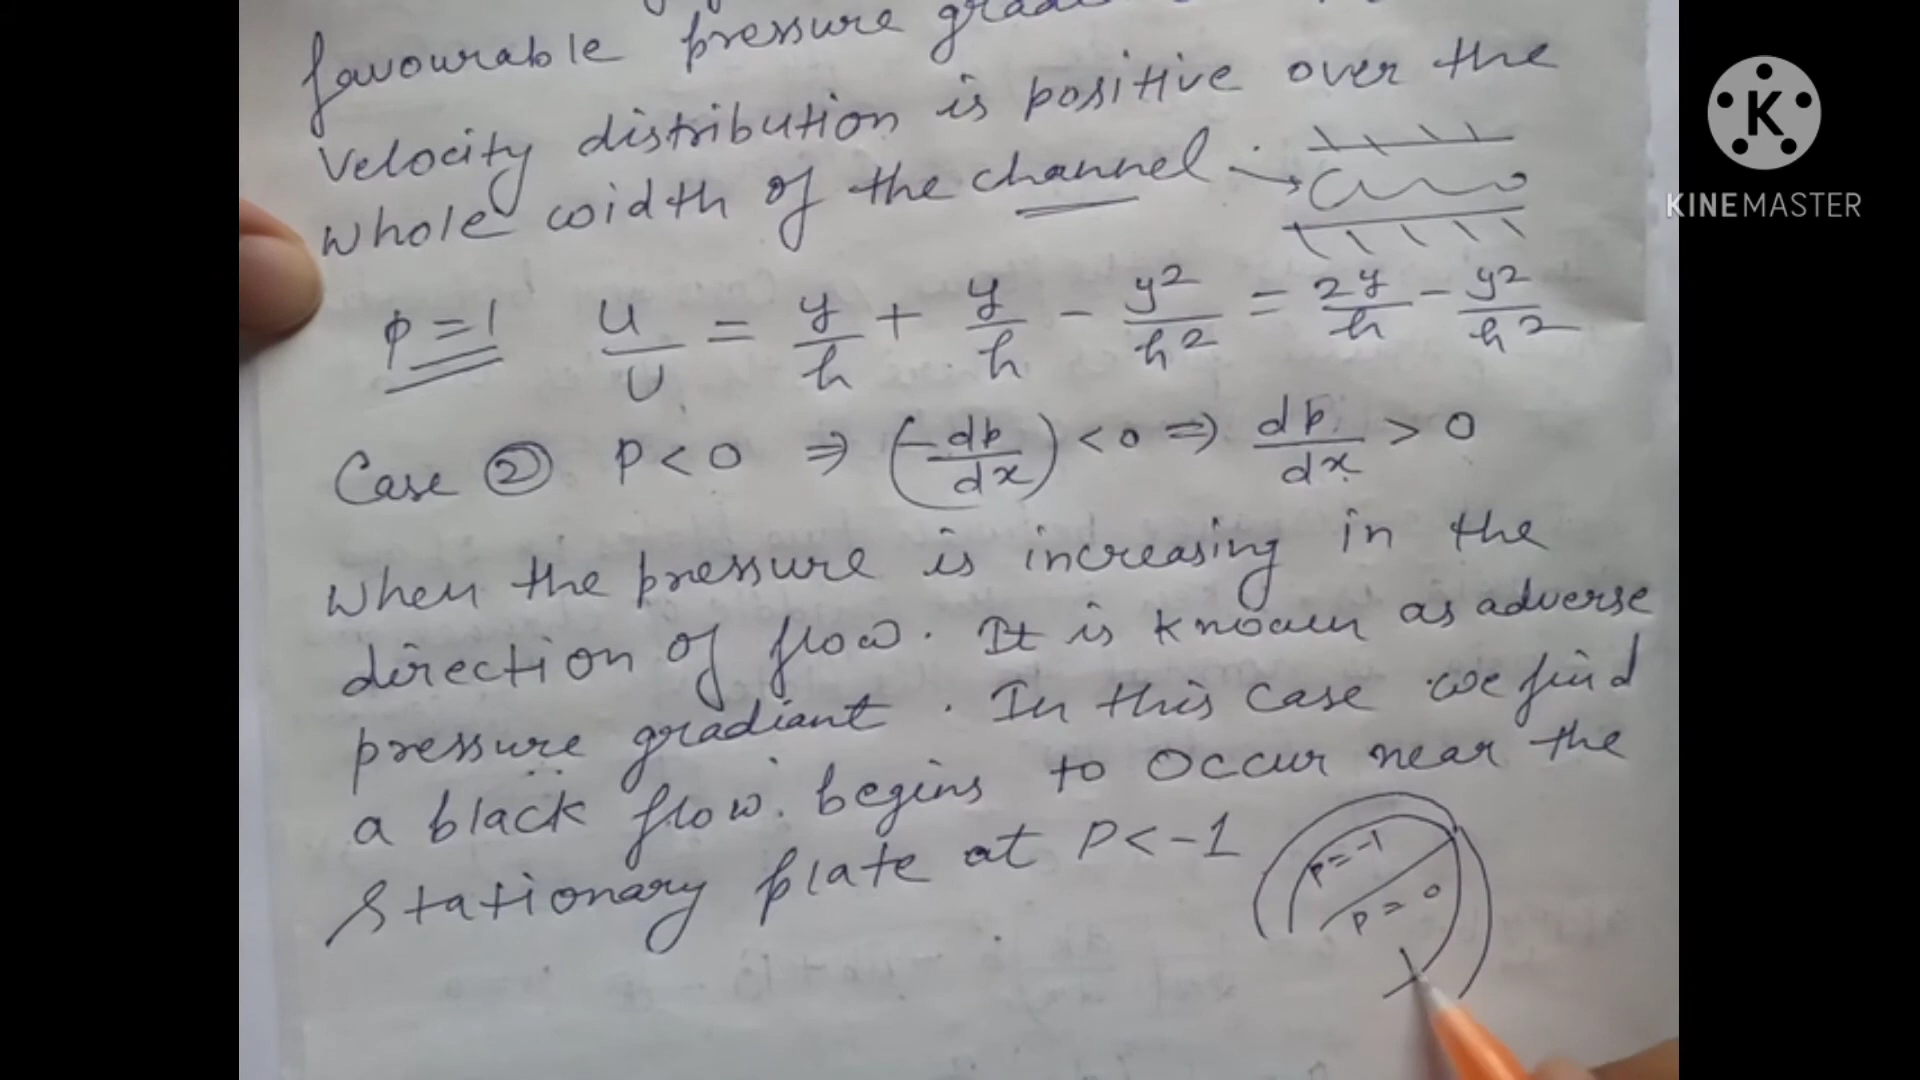 favourable pressure
velocity distribution is positive over the
whole width of the channel.
p=1 u/U = y/h + y/h - y²/h² = 2y/h - y²/h²
Case ② P<0 ⇒ (-dp/dx) <0 ⇒ dp/dx > 0
When the pressure is increasing in the
direction of flow. It is known as adverse
pressure gradiant. In this case we find
a black flow. begins to occur near the
stationary plate at P<-1
P=-1
P=0
K
KINEMASTER